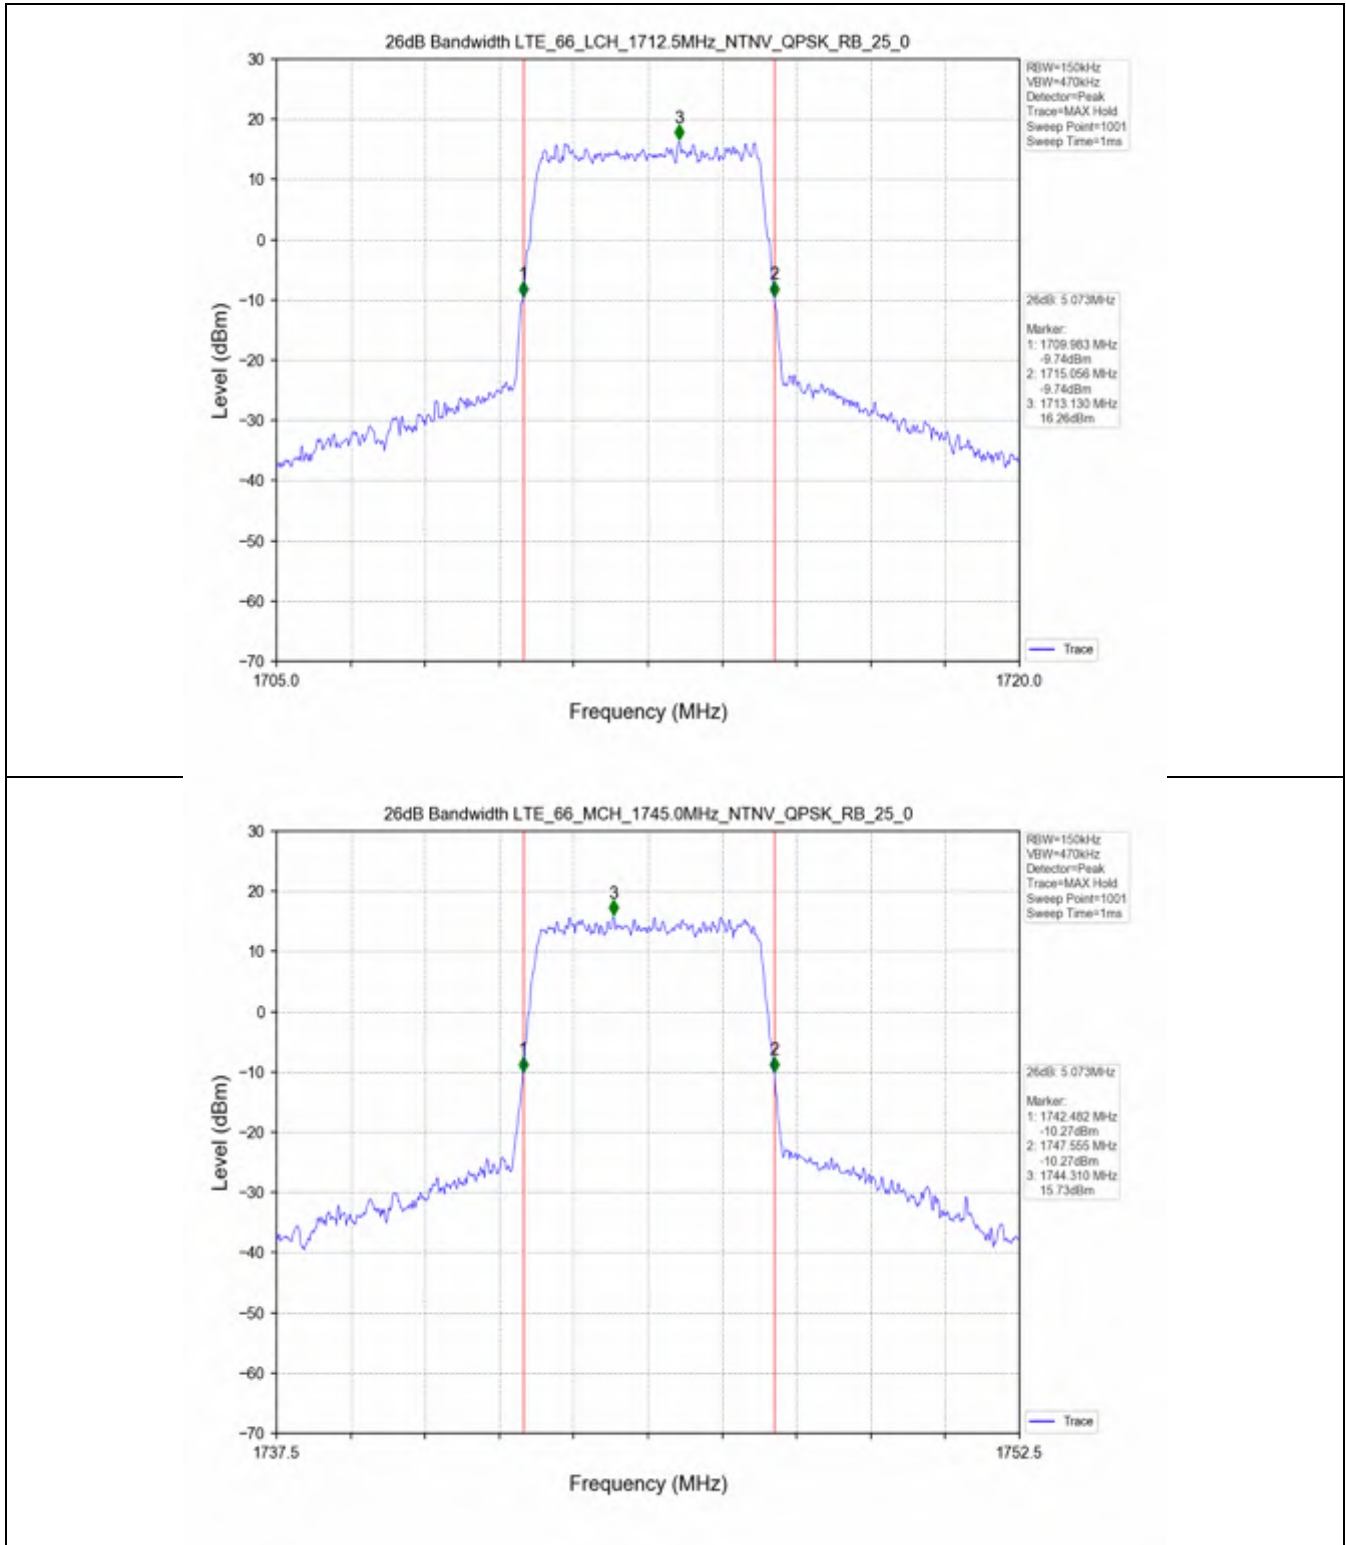 26dB Bandwidth LTE_66_LCH_1712.5MHz_NTNV_QPSK_RB_25_0
RBW=150kHz
VBW=470kHz
Detector=Peak
Trace=MAX Hold
Sweep Point=1001
Sweep Time=1ms
30
20
10
0
−10
−20
−30
−40
−50
−60
−70
Level (dBm)
3
1
2
26dB: 5.073MHz
Marker:
1: 1709.983 MHz
-9.74dBm
2: 1715.056 MHz
-9.74dBm
3: 1713.130 MHz
16.26dBm
Trace
1705.0
1720.0
Frequency (MHz)
26dB Bandwidth LTE_66_MCH_1745.0MHz_NTNV_QPSK_RB_25_0
RBW=150kHz
VBW=470kHz
Detector=Peak
Trace=MAX Hold
Sweep Point=1001
Sweep Time=1ms
30
20
10
0
−10
−20
−30
−40
−50
−60
−70
Level (dBm)
3
1
2
26dB: 5.073MHz
Marker:
1: 1742.482 MHz
-10.27dBm
2: 1747.555 MHz
-10.27dBm
3: 1744.310 MHz
15.73dBm
Trace
1737.5
1752.5
Frequency (MHz)